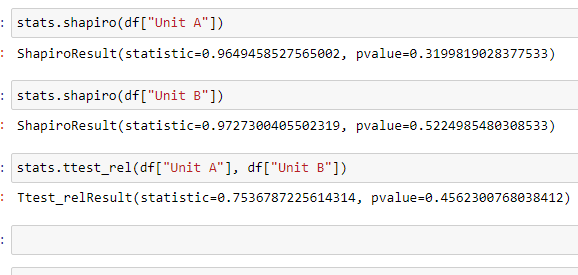 : stats.shapiro(df["Unit A"])
: ShapiroResult(statistic=0.9649458527565002, pvalue=0.3199819028377533)
: stats.shapiro(df["Unit B"])
: ShapiroResult(statistic=0.9727300405502319, pvalue=0.5224985480308533)
: stats.ttest_rel(df["Unit A"], df["Unit B"])
: Ttest_relResult(statistic=0.7536787225614314, pvalue=0.4562300768038412)
: